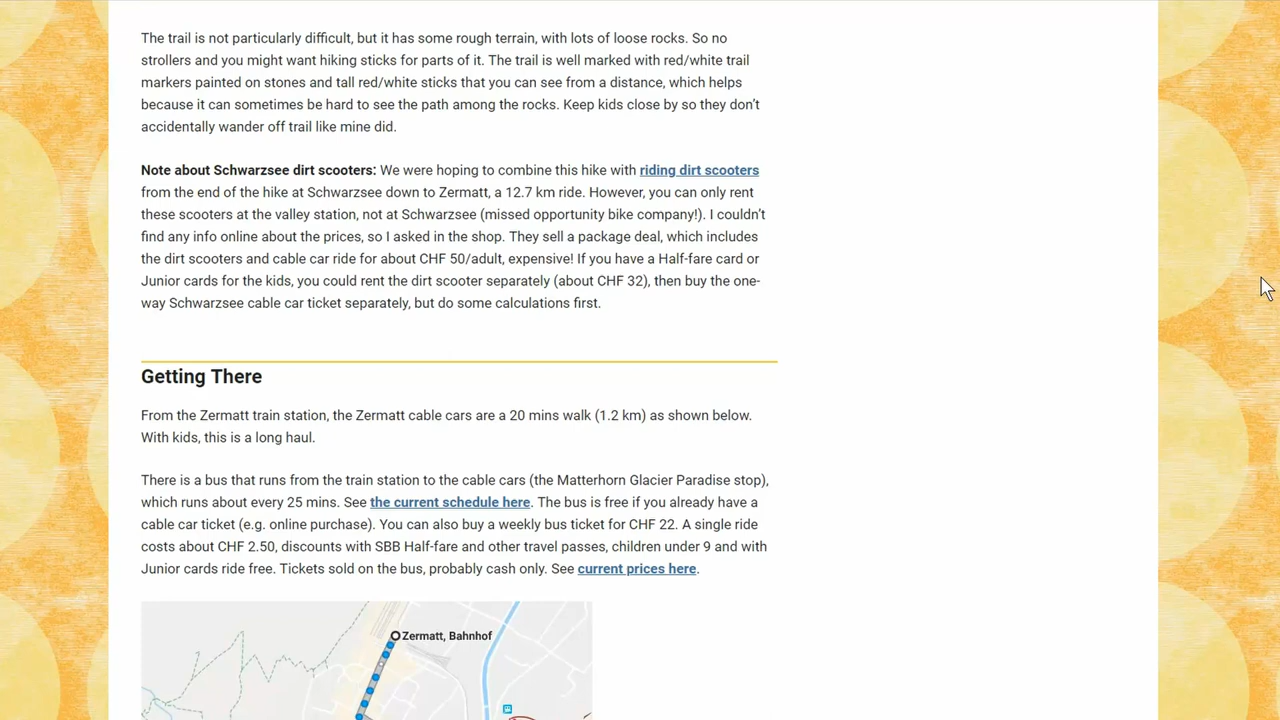 The trail is not particularly difficult, but it has some rough terrain, with lots of loose rocks. So no
strollers and you might want hiking sticks for parts of it. The trail is well marked with red/white trail
markers painted on stones and tall red/white sticks that you can see from a distance, which helps
because it can sometimes be hard to see the path among the rocks. Keep kids close by so they don’t
accidentally wander off trail like mine did.
Note about Schwarzsee dirt scooters: We were hoping to combine this hike with riding dirt scooters
from the end of the hike at Schwarzsee down to Zermatt, a 12.7 km ride. However, you can only rent
these scooters at the valley station, not at Schwarzsee (missed opportunity bike company!). I couldn’t
find any info online about the prices, so I asked in the shop. They sell a package deal, which includes
the dirt scooters and cable car ride for about CHF 50/adult, expensive! If you have a Half-fare card or
Junior cards for the kids, you could rent the dirt scooter separately (about CHF 32), then buy the one-
way Schwarzsee cable car ticket separately, but do some calculations first.
Getting There
From the Zermatt train station, the Zermatt cable cars are a 20 mins walk (1.2 km) as shown below.
With kids, this is a long haul.
There is a bus that runs from the train station to the cable cars (the Matterhorn Glacier Paradise stop),
which runs about every 25 mins. See the current schedule here. The bus is free if you already have a
cable car ticket (e.g. online purchase). You can also buy a weekly bus ticket for CHF 22. A single ride
costs about CHF 2.50, discounts with SBB Half-fare and other travel passes, children under 9 and with
Junior cards ride free. Tickets sold on the bus, probably cash only. See current prices here.
Zermatt, Bahnhof